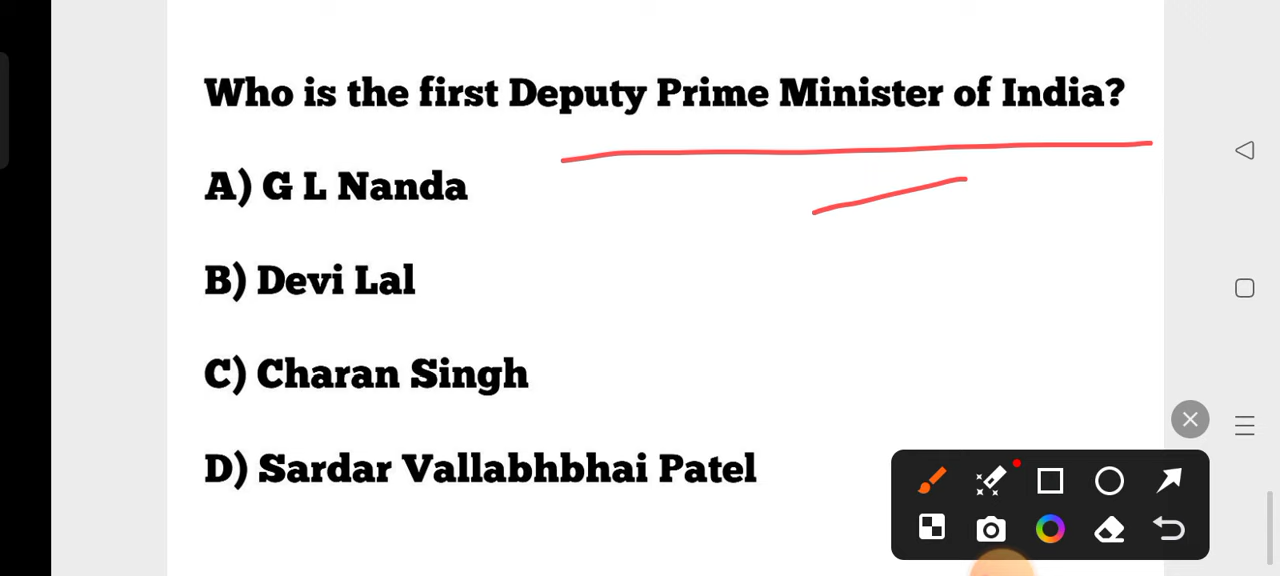 Who is the first Deputy Prime Minister of India?
A) G L Nanda
B) Devi Lal
C) Charan Singh
D) Sardar Vallabhbhai Patel